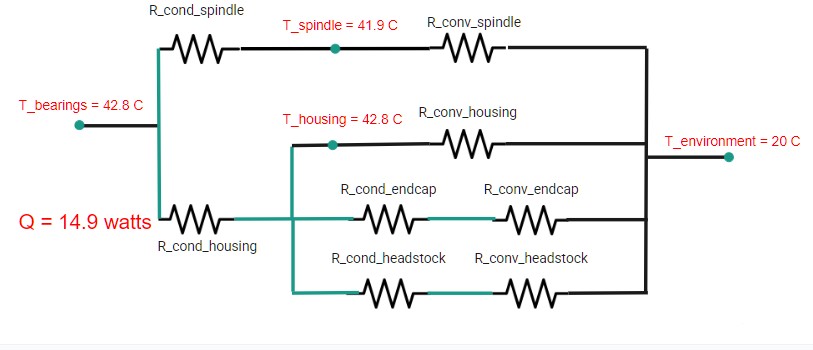 R_cond_spindle
T_spindle = 41.9 C
R_conv_spindle
T_bearings = 42.8 C
T_housing = 42.8 C
R_conv_housing
T_environment = 20 C
R_cond_endcap
R_conv_endcap
Q = 14.9 watts
R_cond_housing
R_cond_headstock
R_conv_headstock